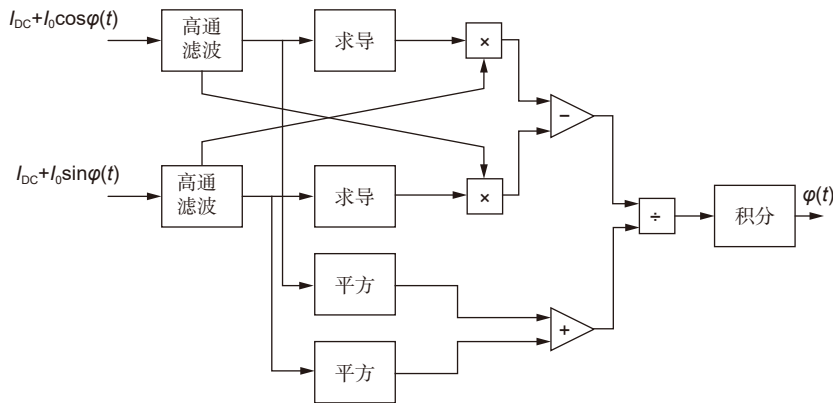 I_DC+I_0cosφ(t)
高通
滤波
求导
×
−
I_DC+I_0sinφ(t)
高通
滤波
求导
×
÷
积分
φ(t)
平方
+
平方